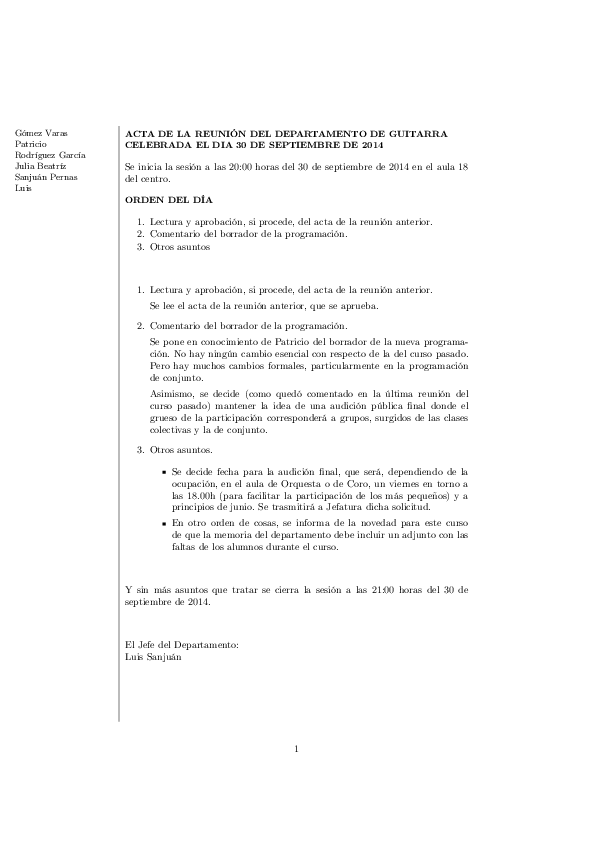 Gómez Varas
Patricio
Rodríguez García
Julia Beatríz
Sanjuán Pernas
Luis
ACTA DE LA REUNIÓN DEL DEPARTAMENTO DE GUITARRA
CELEBRADA EL DIA 30 DE SEPTIEMBRE DE 2014
Se inicia la sesión a las 20:00 horas del 30 de septiembre de 2014 en el aula 18
del centro.
ORDEN DEL DÍA
1. Lectura y aprobación, si procede, del acta de la reunión anterior.
2. Comentario del borrador de la programación.
3. Otros asuntos
1. Lectura y aprobación, si procede, del acta de la reunión anterior.
Se lee el acta de la reunión anterior, que se aprueba.
2. Comentario del borrador de la programación.
Se pone en conocimiento de Patricio del borrador de la nueva programa-
ción. No hay ningún cambio esencial con respecto de la del curso pasado.
Pero hay muchos cambios formales, particularmente en la programación
de conjunto.
Asimismo, se decide (como quedó comentado en la última reunión del
curso pasado) mantener la idea de una audición pública final donde el
grueso de la participación corresponderá a grupos, surgidos de las clases
colectivas y la de conjunto.
3. Otros asuntos.
▪ Se decide fecha para la audición final, que será, dependiendo de la
ocupación, en el aula de Orquesta o de Coro, un viernes en torno a
las 18.00h (para facilitar la participación de los más pequeños) y a
principios de junio. Se trasmitirá a Jefatura dicha solicitud.
▪ En otro orden de cosas, se informa de la novedad para este curso
de que la memoria del departamento debe incluir un adjunto con las
faltas de los alumnos durante el curso.
Y sin más asuntos que tratar se cierra la sesión a las 21:00 horas del 30 de
septiembre de 2014.
El Jefe del Departamento:
Luis Sanjuán
1